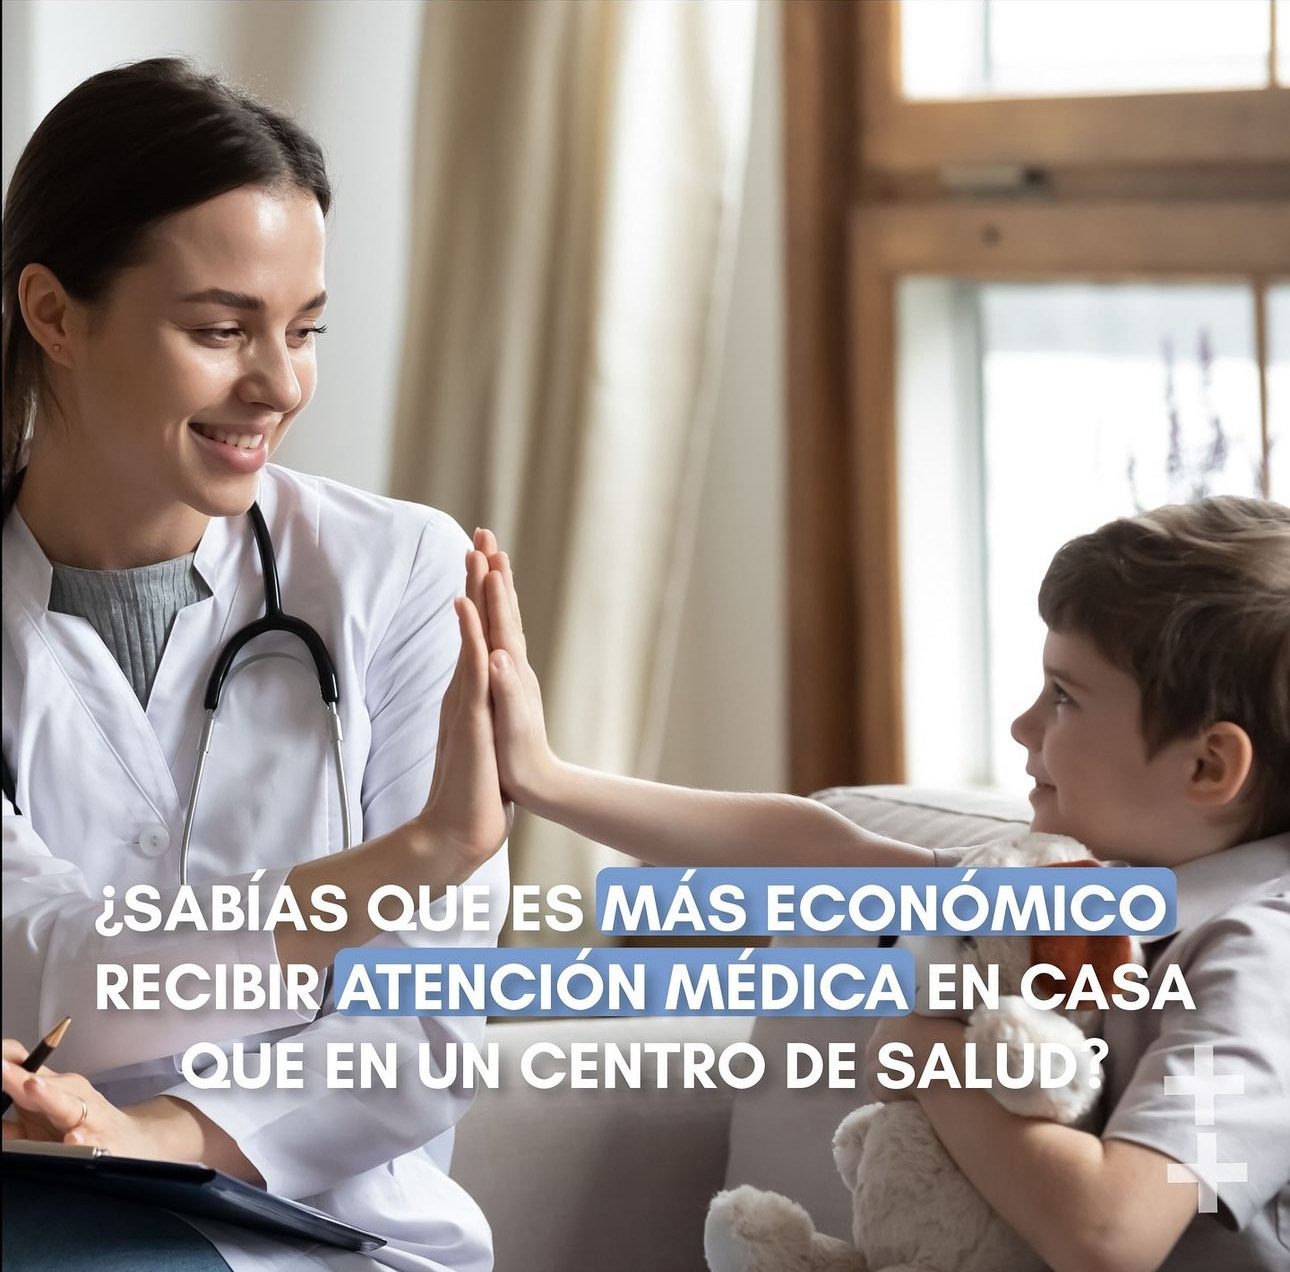 ¿SABÍAS QUE ES MÁS ECONÓMICO
RECIBIR ATENCIÓN MÉDICA EN CASA
QUE EN UN CENTRO DE SALUD?